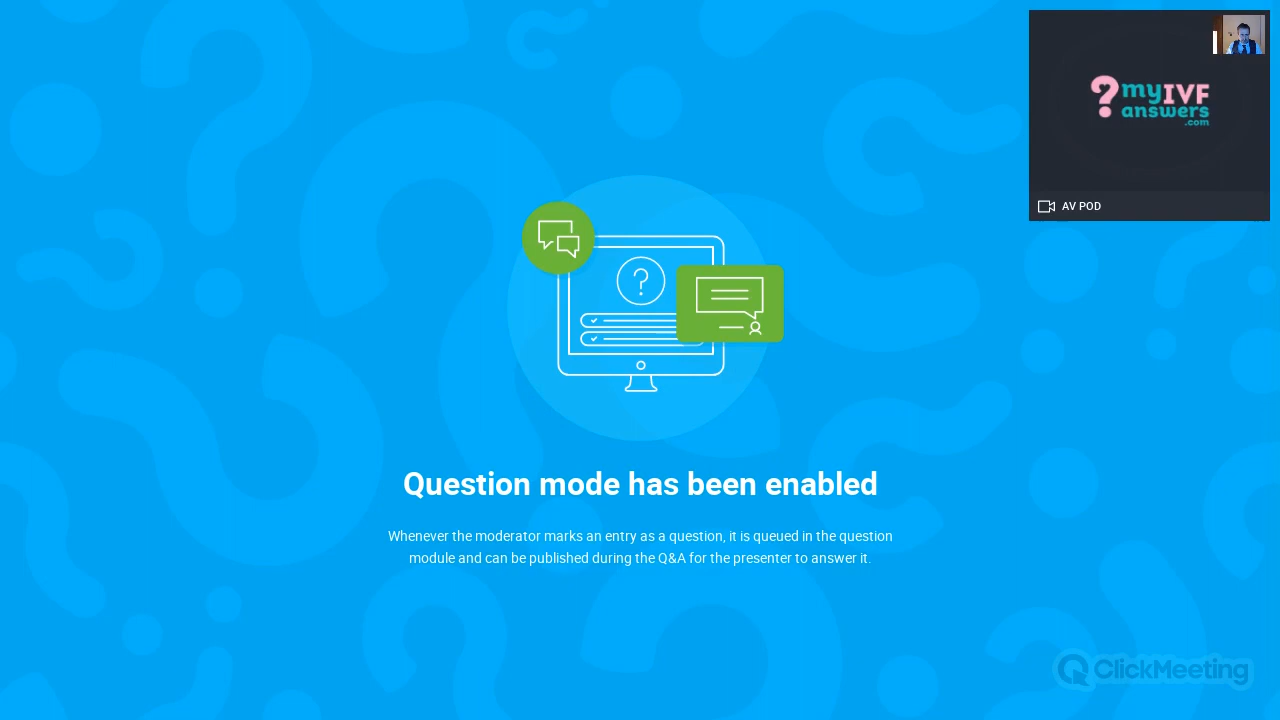 myIVF
answers
.com
AV POD
Question mode has been enabled
Whenever the moderator marks an entry as a question, it is queued in the question
module and can be published during the Q&A for the presenter to answer it.
ClickMeeting